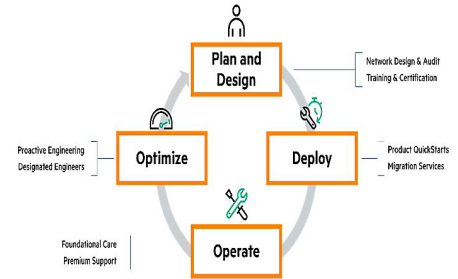 Plan and
Design
Network Design & Audit
Training & Certification
Optimize
Proactive Engineering
Designated Engineers
Deploy
Product QuickStarts
Migration Services
Operate
Foundational Care
Premium Support